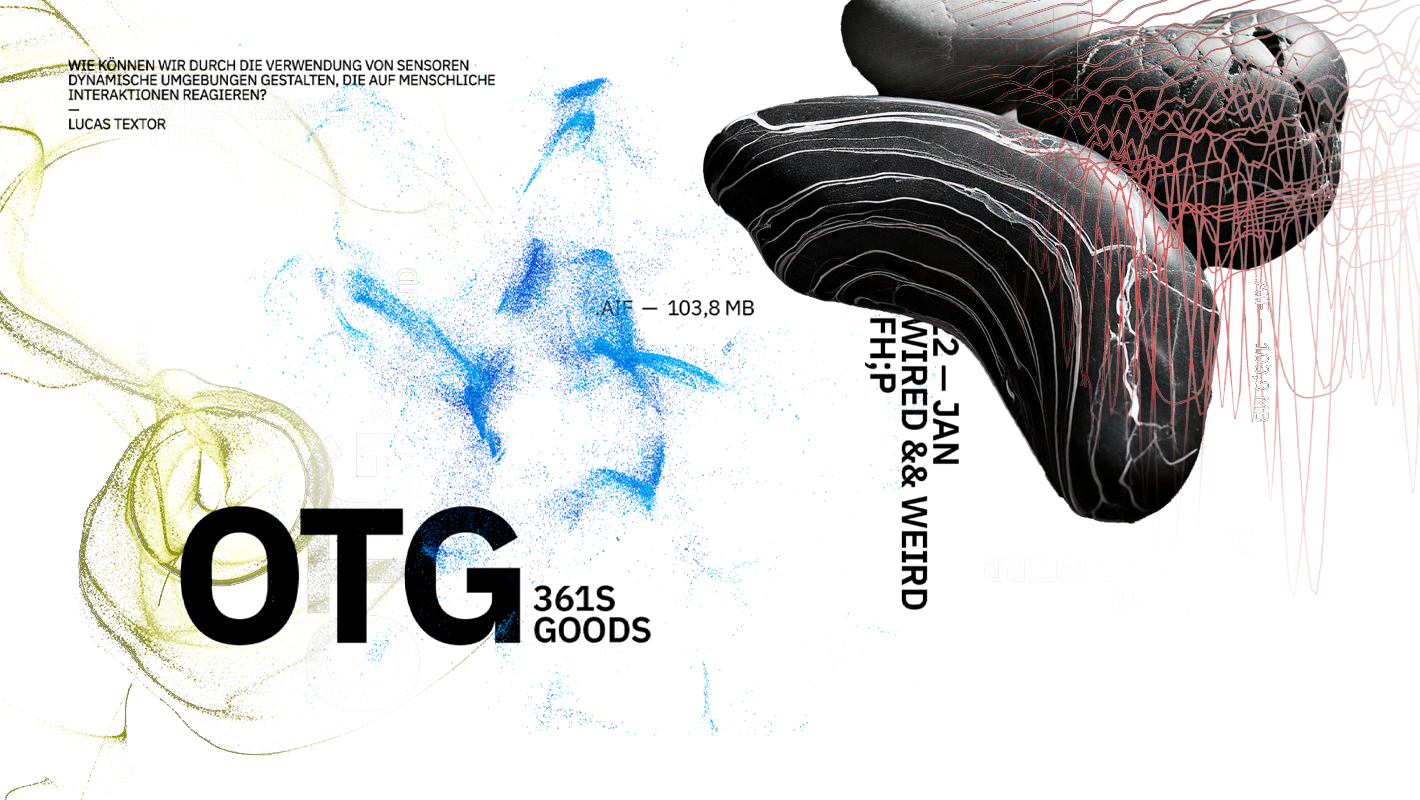 WIE KÖNNEN WIR DURCH DIE VERWENDUNG VON SENSOREN
DYNAMISCHE UMGEBUNGEN GESTALTEN, DIE AUF MENSCHLICHE
INTERAKTIONEN REAGIEREN?
—
LUCAS TEXTOR
.AIF — 103,8 MB
2 — JAN
WIRED && WEIRD
FH;P
OTG
361S
GOODS